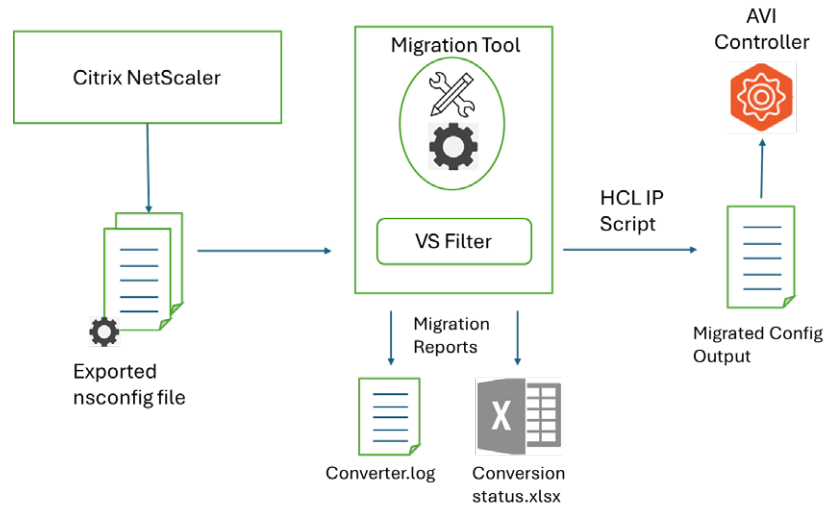 Citrix NetScaler
Exported
nsconfig file
Migration Tool
VS Filter
Migration
Reports
Converter.log
X
Conversion
status.xlsx
HCL IP
Script
AVI
Controller
Migrated Config
Output